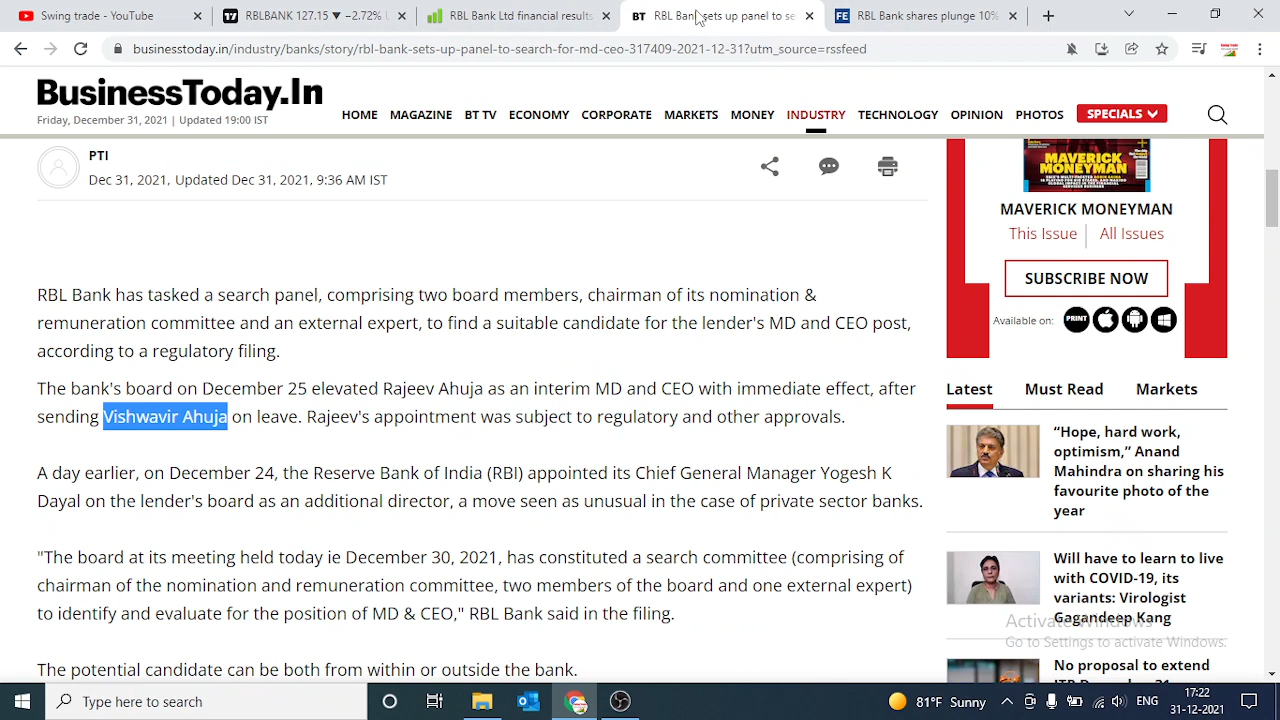 Swing trade - YouTube
RBLBANK 127.15 ▼ −2.72% U
RBL Bank Ltd financial results
BT RBL Bank sets up panel to se
FE RBL Bank shares plunge 10%
businesstoday.in/industry/banks/story/rbl-bank-sets-up-panel-to-search-for-md-ceo-317409-2021-12-31?utm_source=rssfeed
BusinessToday.In
Friday, December 31, 2021 | Updated 19:00 IST
HOME MAGAZINE BT TV ECONOMY CORPORATE MARKETS MONEY INDUSTRY TECHNOLOGY OPINION PHOTOS SPECIALS
PTI
Dec 31, 2021, Updated Dec 31, 2021, 9:38
RBL Bank has tasked a search panel, comprising two board members, chairman of its nomination &
remuneration committee and an external expert, to find a suitable candidate for the lender's MD and CEO post,
according to a regulatory filing.
The bank's board on December 25 elevated Rajeev Ahuja as an interim MD and CEO with immediate effect, after
sending Vishwavir Ahuja on leave. Rajeev's appointment was subject to regulatory and other approvals.
A day earlier, on December 24, the Reserve Bank of India (RBI) appointed its Chief General Manager Yogesh K
Dayal on the lender's board as an additional director, a move seen as unusual in the case of private sector banks.
"The board at its meeting held today ie December 30, 2021, has constituted a search committee (comprising of
chairman of the nomination and remuneration committee, two members of the board and one external expert)
to identify and evaluate for the position of MD & CEO," RBL Bank said in the filing.
The potential candidate can be both from within or outside the bank.
MAVERICK
MONEYMAN
MAVERICK MONEYMAN
This Issue All Issues
SUBSCRIBE NOW
Available on: PRINT
Latest Must Read Markets
“Hope, hard work,
optimism,” Anand
Mahindra on sharing his
favourite photo of the
year
Will have to learn to live
with COVID-19, its
variants: Virologist
Gagandeep Kang
Activate Windows
Go to Settings to activate Windows.
No proposal to extend
Type here to search
81°F Sunny
ENG
17:22
31-12-2021